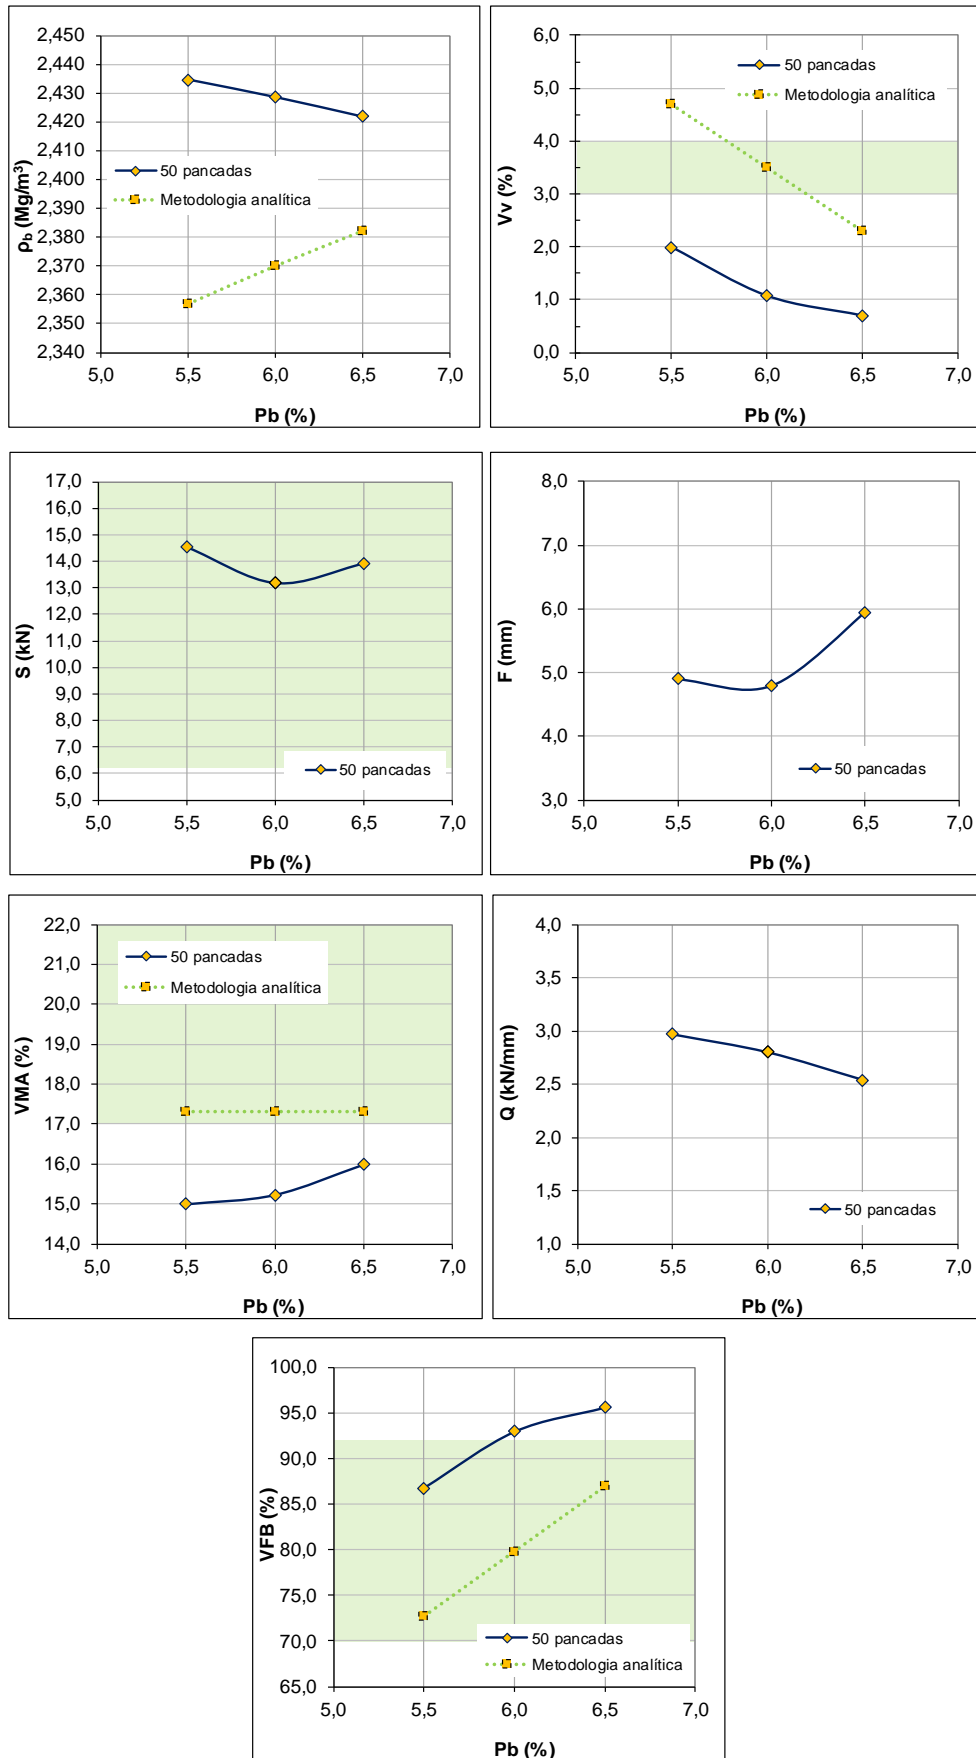 2,450
2,440
2,430
2,420
2,410
2,400
2,390
2,380
2,370
2,360
2,350
2,340
ρb (Mg/m³)
50 pancadas
Metodologia analítica
5,0 5,5 6,0 6,5 7,0
Pb (%)
6,0
5,0
4,0
3,0
2,0
1,0
0,0
Vv (%)
50 pancadas
Metodologia analítica
5,0 5,5 6,0 6,5 7,0
Pb (%)
17,0
16,0
15,0
14,0
13,0
12,0
11,0
10,0
9,0
8,0
7,0
6,0
5,0
S (kN)
50 pancadas
5,0 5,5 6,0 6,5 7,0
Pb (%)
8,0
7,0
6,0
5,0
4,0
3,0
F (mm)
50 pancadas
5,0 5,5 6,0 6,5 7,0
Pb (%)
22,0
21,0
20,0
19,0
18,0
17,0
16,0
15,0
14,0
VMA (%)
50 pancadas
Metodologia analítica
5,0 5,5 6,0 6,5 7,0
Pb (%)
4,0
3,5
3,0
2,5
2,0
1,5
1,0
Q (kN/mm)
50 pancadas
5,0 5,5 6,0 6,5 7,0
Pb (%)
100,0
95,0
90,0
85,0
80,0
75,0
70,0
65,0
VFB (%)
50 pancadas
Metodologia analítica
5,0 5,5 6,0 6,5 7,0
Pb (%)